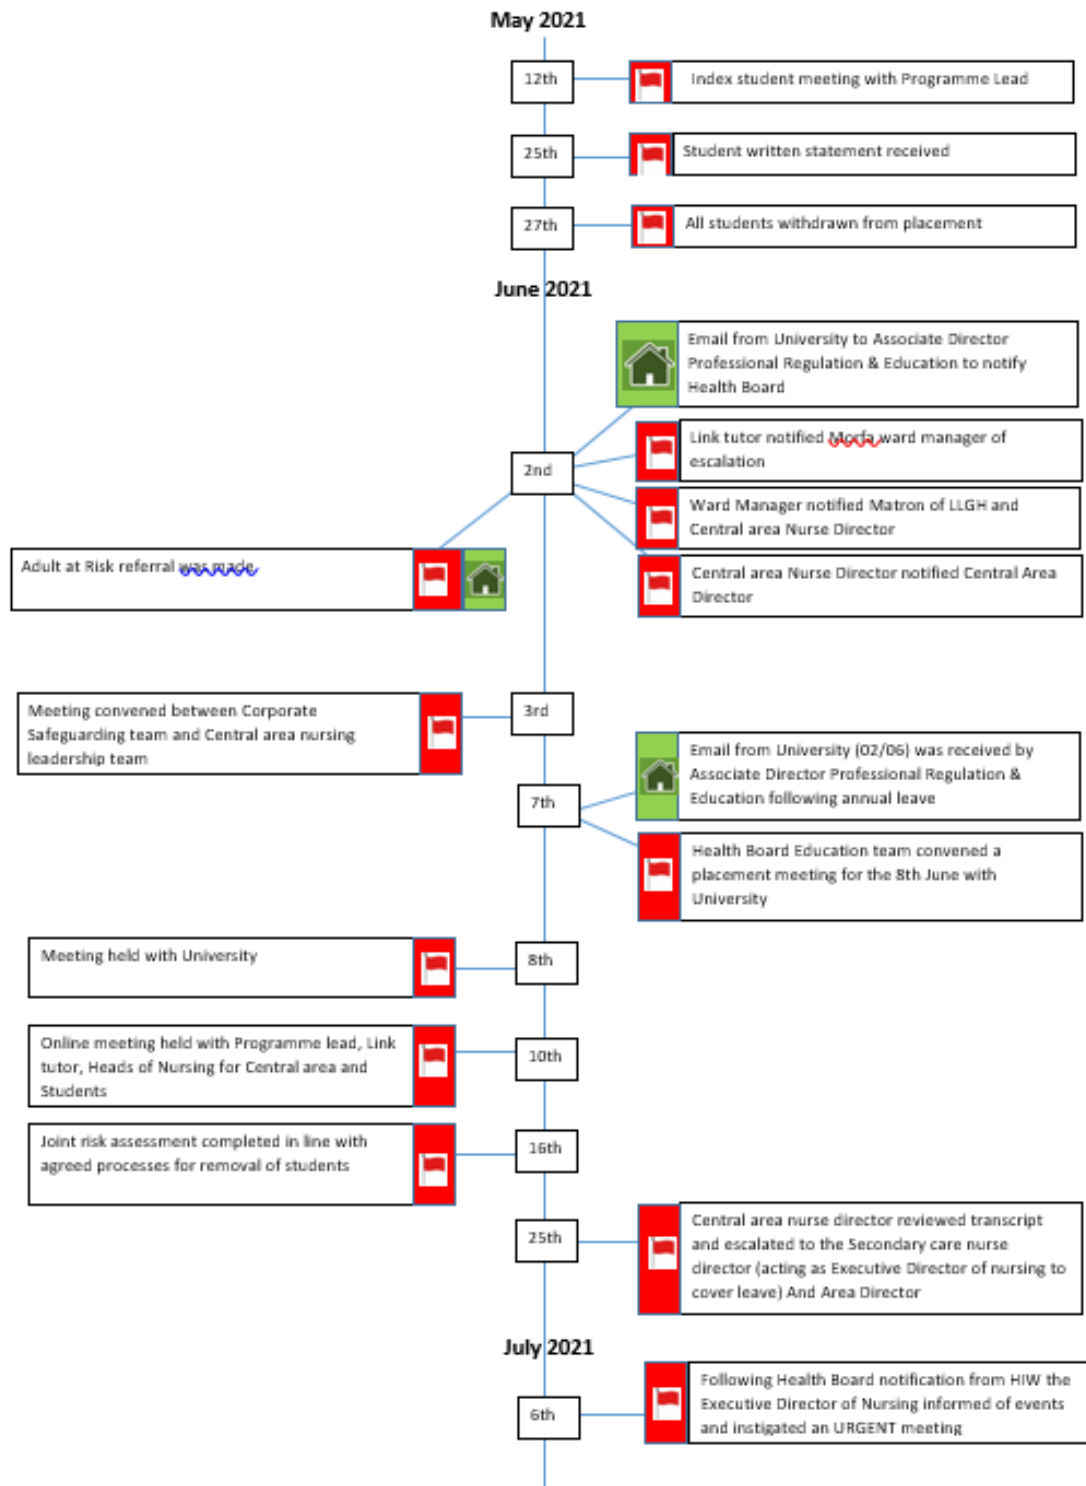 May 2021
12th
Index student meeting with Programme Lead
25th
Student written statement received
27th
All students withdrawn from placement
June 2021
Email from University to Associate Director
Professional Regulation & Education to notify
Health Board
Link tutor notified Morfa ward manager of
escalation
2nd
Ward Manager notified Matron of LLGH and
Central area Nurse Director
Central area Nurse Director notified Central Area
Director
Adult at Risk referral was made
Meeting convened between Corporate
Safeguarding team and Central area nursing
leadership team
3rd
Email from University (02/06) was received by
Associate Director Professional Regulation &
Education following annual leave
7th
Health Board Education team convened a
placement meeting for the 8th June with
University
Meeting held with University
8th
Online meeting held with Programme lead, Link
tutor, Heads of Nursing for Central area and
Students
10th
Joint risk assessment completed in line with
agreed processes for removal of students
16th
25th
Central area nurse director reviewed transcript
and escalated to the Secondary care nurse
director (acting as Executive Director of nursing to
cover leave) And Area Director
July 2021
6th
Following Health Board notification from HIW the
Executive Director of Nursing informed of events
and instigated an URGENT meeting